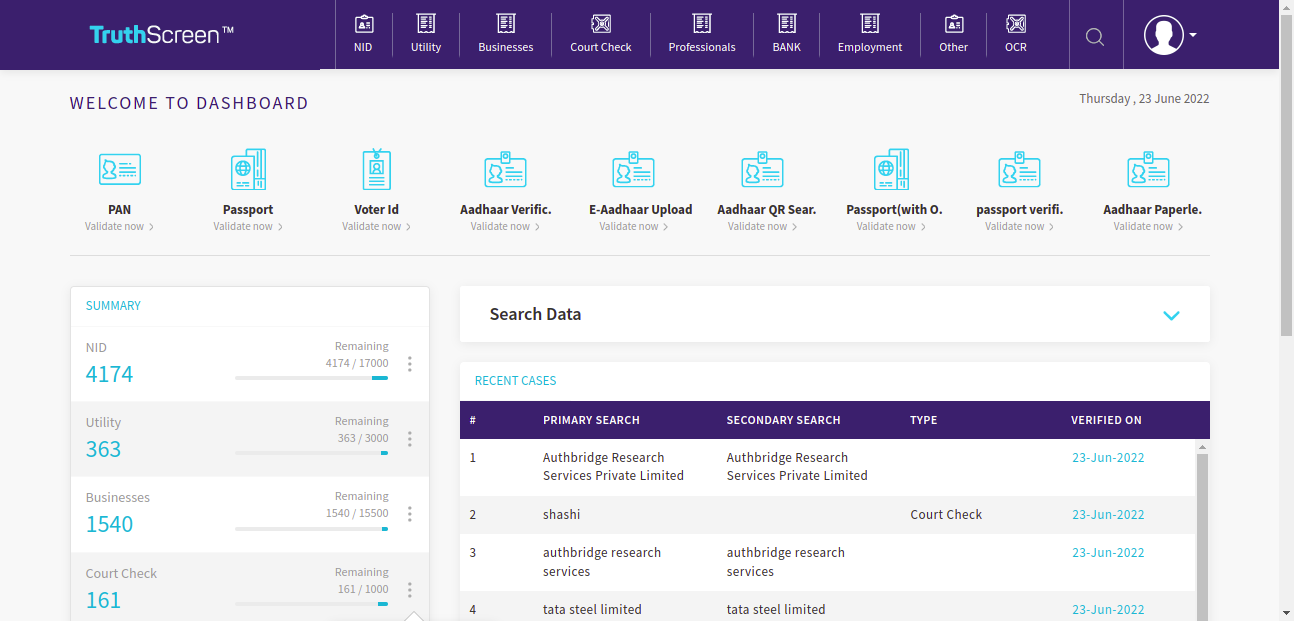 TruthScreen™
NID
Utility
Businesses
Court Check
Professionals
BANK
Employment
Other
OCR
WELCOME TO DASHBOARD
Thursday , 23 June 2022
PAN
Validate now
Passport
Validate now
Voter Id
Validate now
Aadhaar Verific.
Validate now
E-Aadhaar Upload
Validate now
Aadhaar QR Sear.
Validate now
Passport(with O.
Validate now
passport verifi.
Validate now
Aadhaar Paperle.
Validate now
SUMMARY
NID
4174
Remaining
4174 / 17000
Utility
363
Remaining
363 / 3000
Businesses
1540
Remaining
1540 / 15500
Court Check
161
Remaining
161 / 1000
Search Data
RECENT CASES
# PRIMARY SEARCH SECONDARY SEARCH TYPE VERIFIED ON
1 Authbridge Research Authbridge Research 23-Jun-2022
Services Private Limited Services Private Limited
2 shashi Court Check 23-Jun-2022
3 authbridge research authbridge research 23-Jun-2022
services services
4 tata steel limited tata steel limited 23-Jun-2022